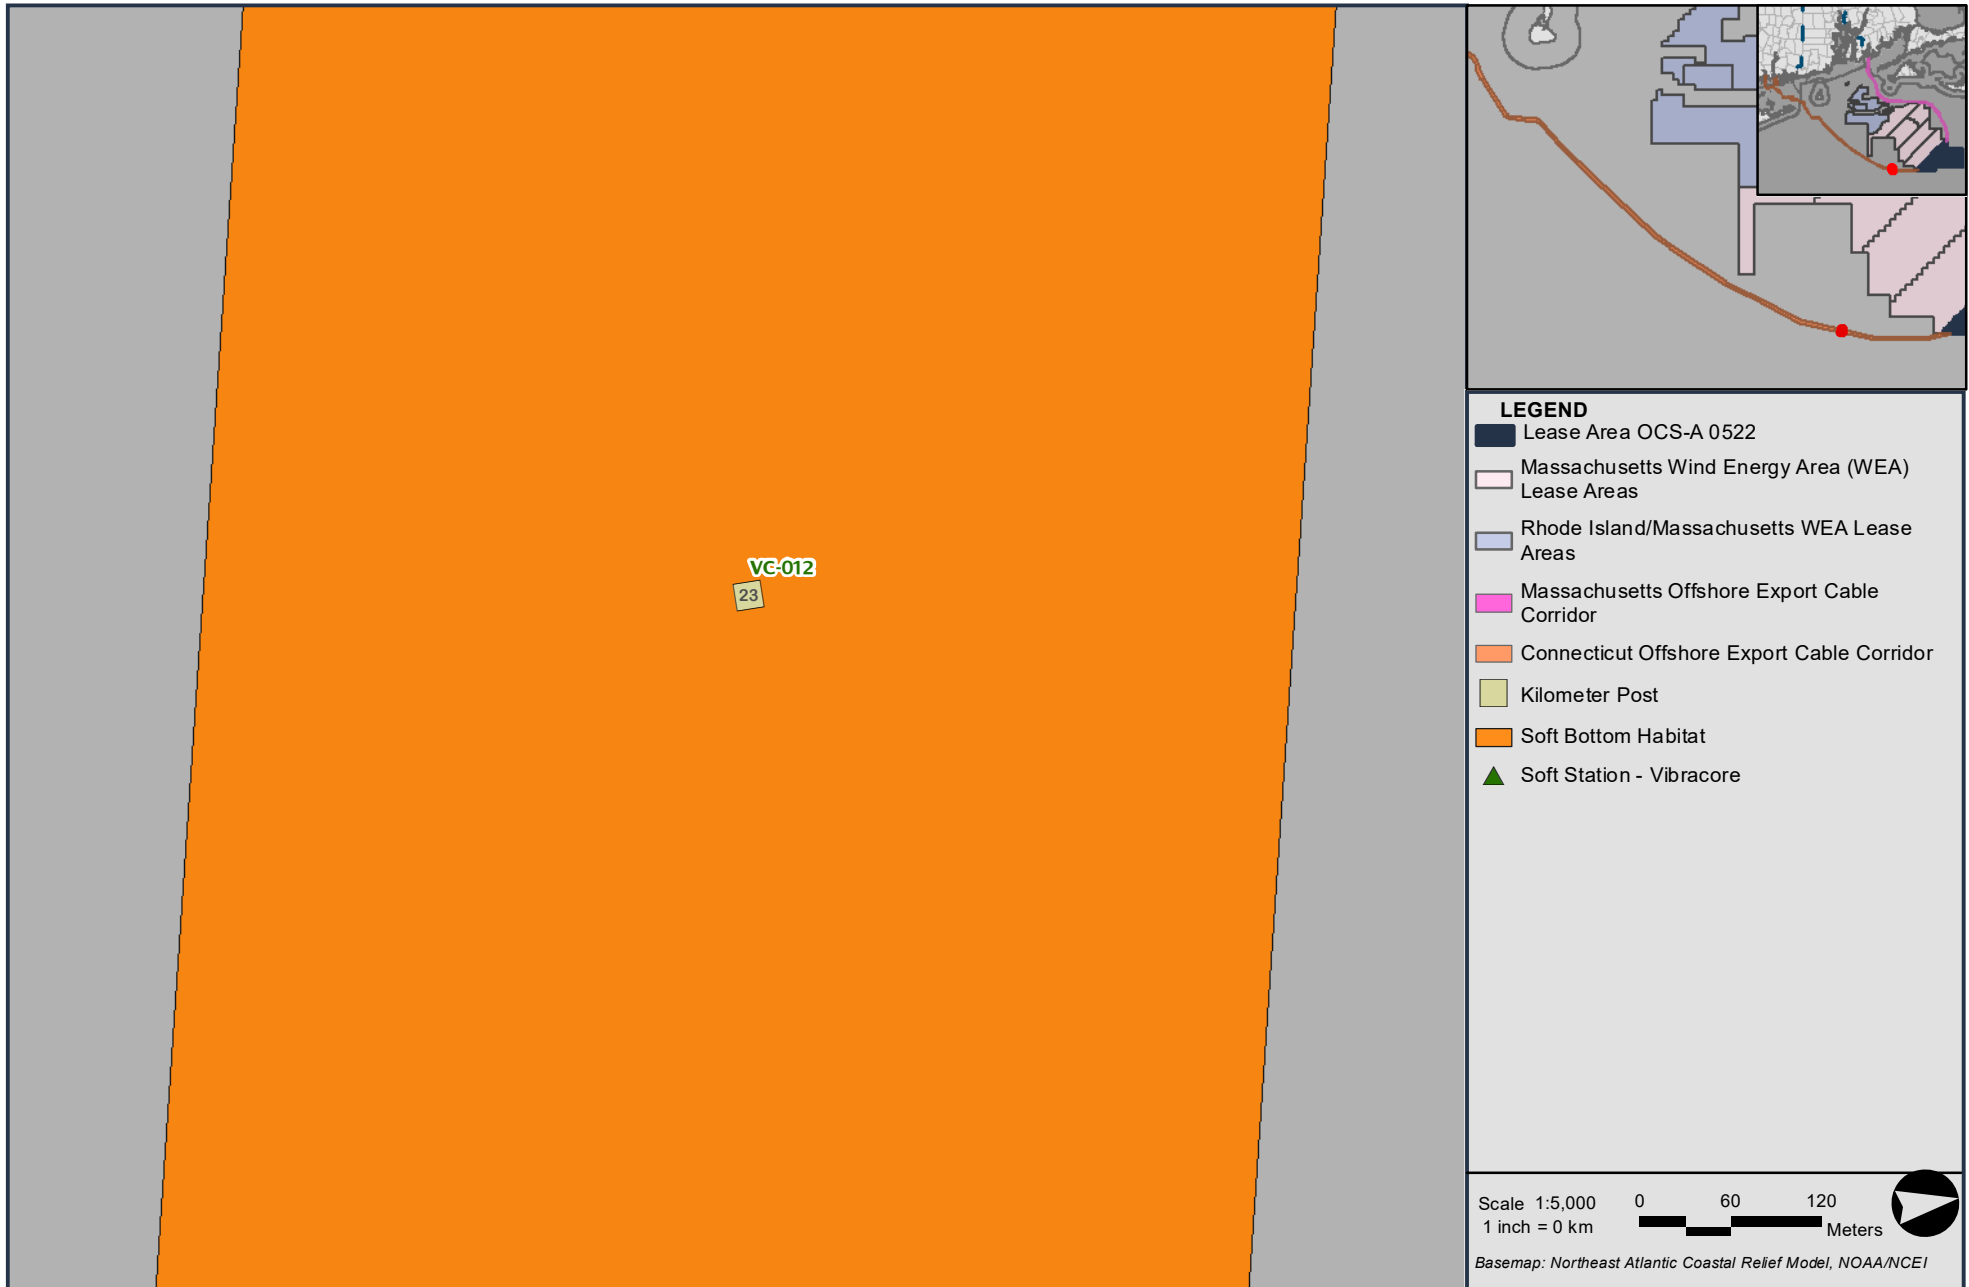 VC-012
23
LEGEND
Lease Area OCS-A 0522
Massachusetts Wind Energy Area (WEA)
Lease Areas
Rhode Island/Massachusetts WEA Lease
Areas
Massachusetts Offshore Export Cable
Corridor
Connecticut Offshore Export Cable Corridor
Kilometer Post
Soft Bottom Habitat
Soft Station - Vibracore
Scale 1:5,000
1 inch = 0 km
0 60 120
Meters
Basemap: Northeast Atlantic Coastal Relief Model, NOAA/NCEI